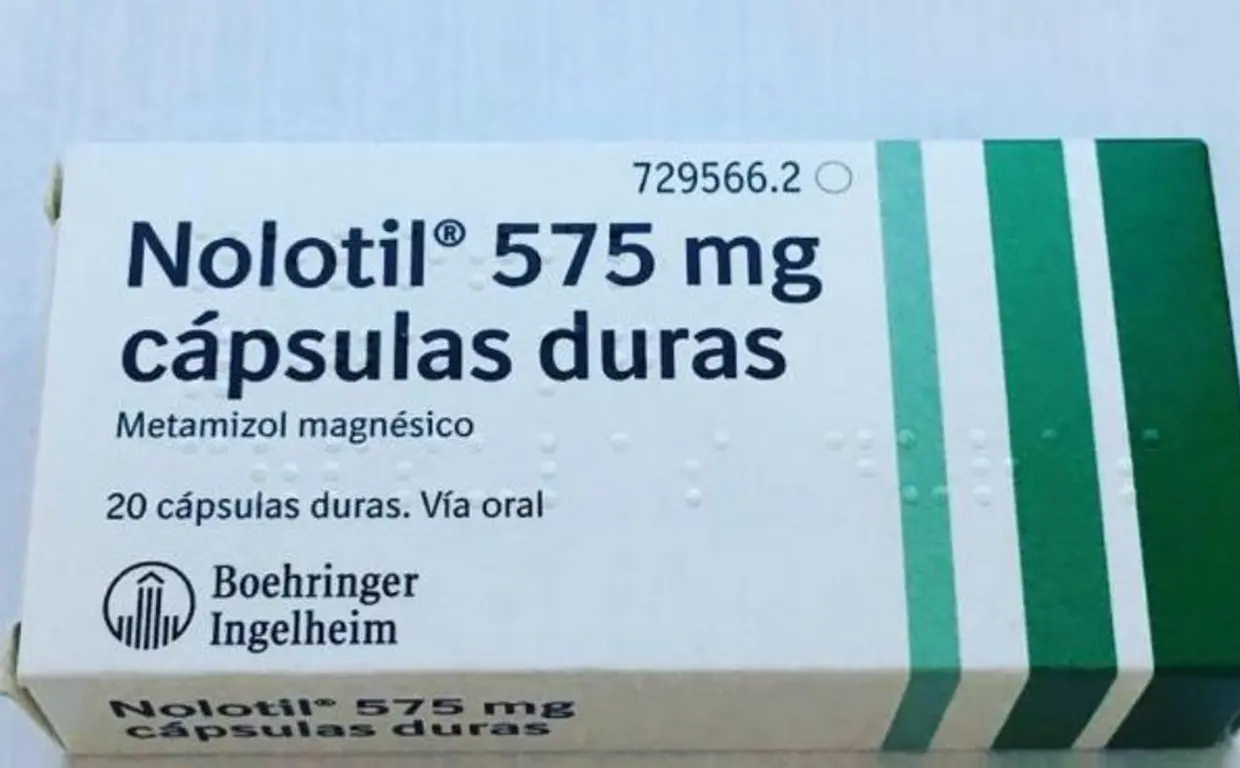 729566.2
Nolotil® 575 mg
cápsulas duras
Metamizol magnésico
20 cápsulas duras. Vía oral
Boehringer
Ingelheim
Nolotil® 575 mg
cápsulas duras